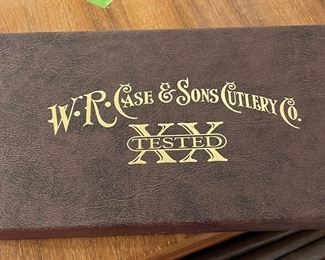 W.R. CASE & SONS CUTLERY CO.
XX
TESTED